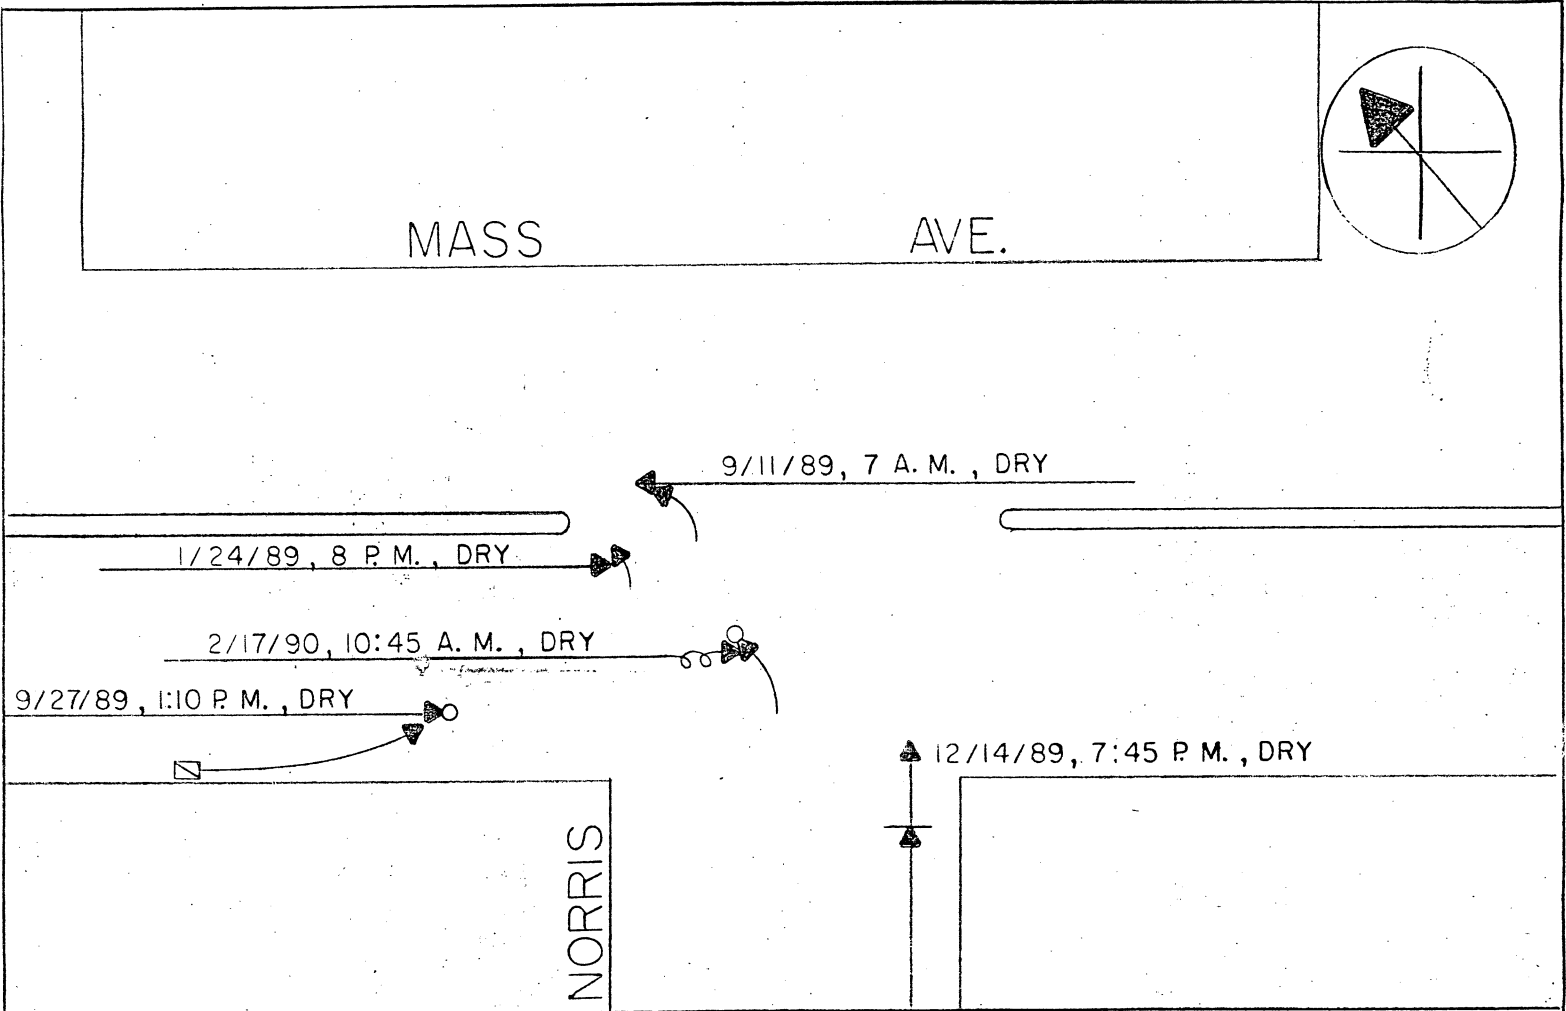 MASS AVE.
9/11/89, 7 A.M., DRY
1/24/89, 8 P.M., DRY
2/17/90, 10:45 A.M., DRY
9/27/89, 1:10 P.M., DRY
12/14/89, 7:45 P.M., DRY
NORRIS